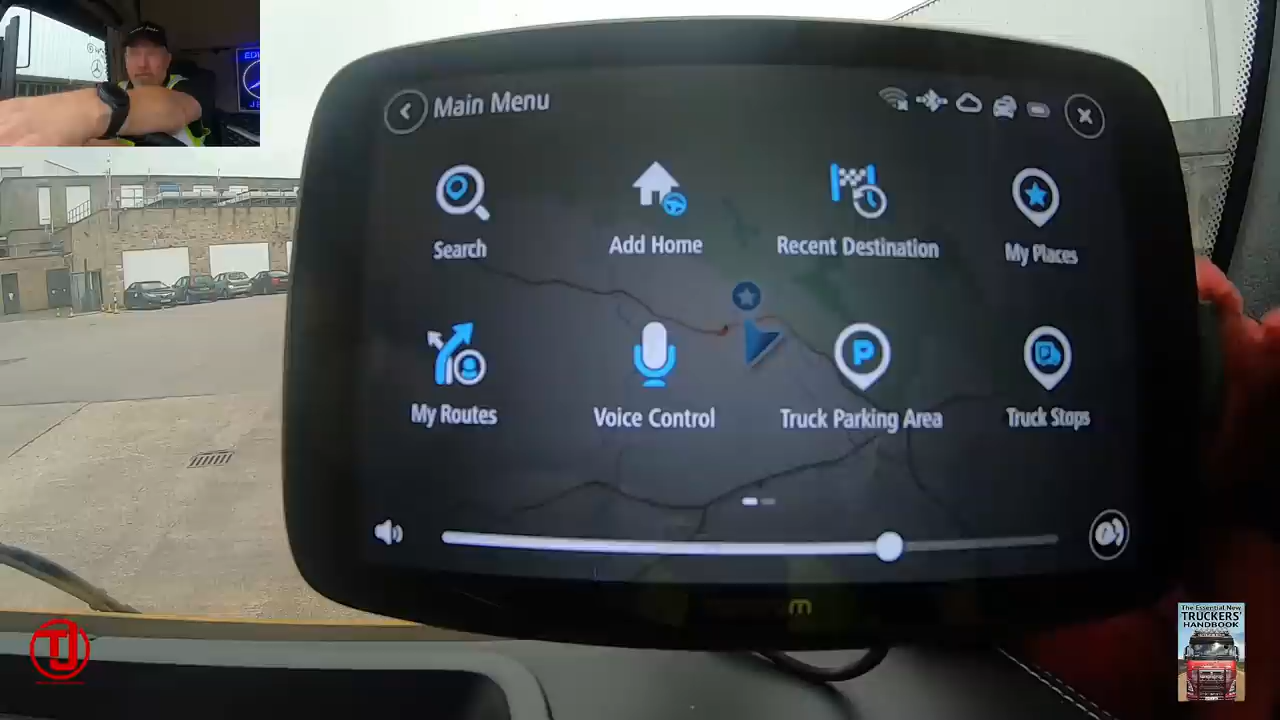 Main Menu
Search
Add Home
Recent Destination
My Places
My Routes
Voice Control
Truck Parking Area
Truck Stops
TJ
The Essential New
TRUCKERS'
HANDBOOK